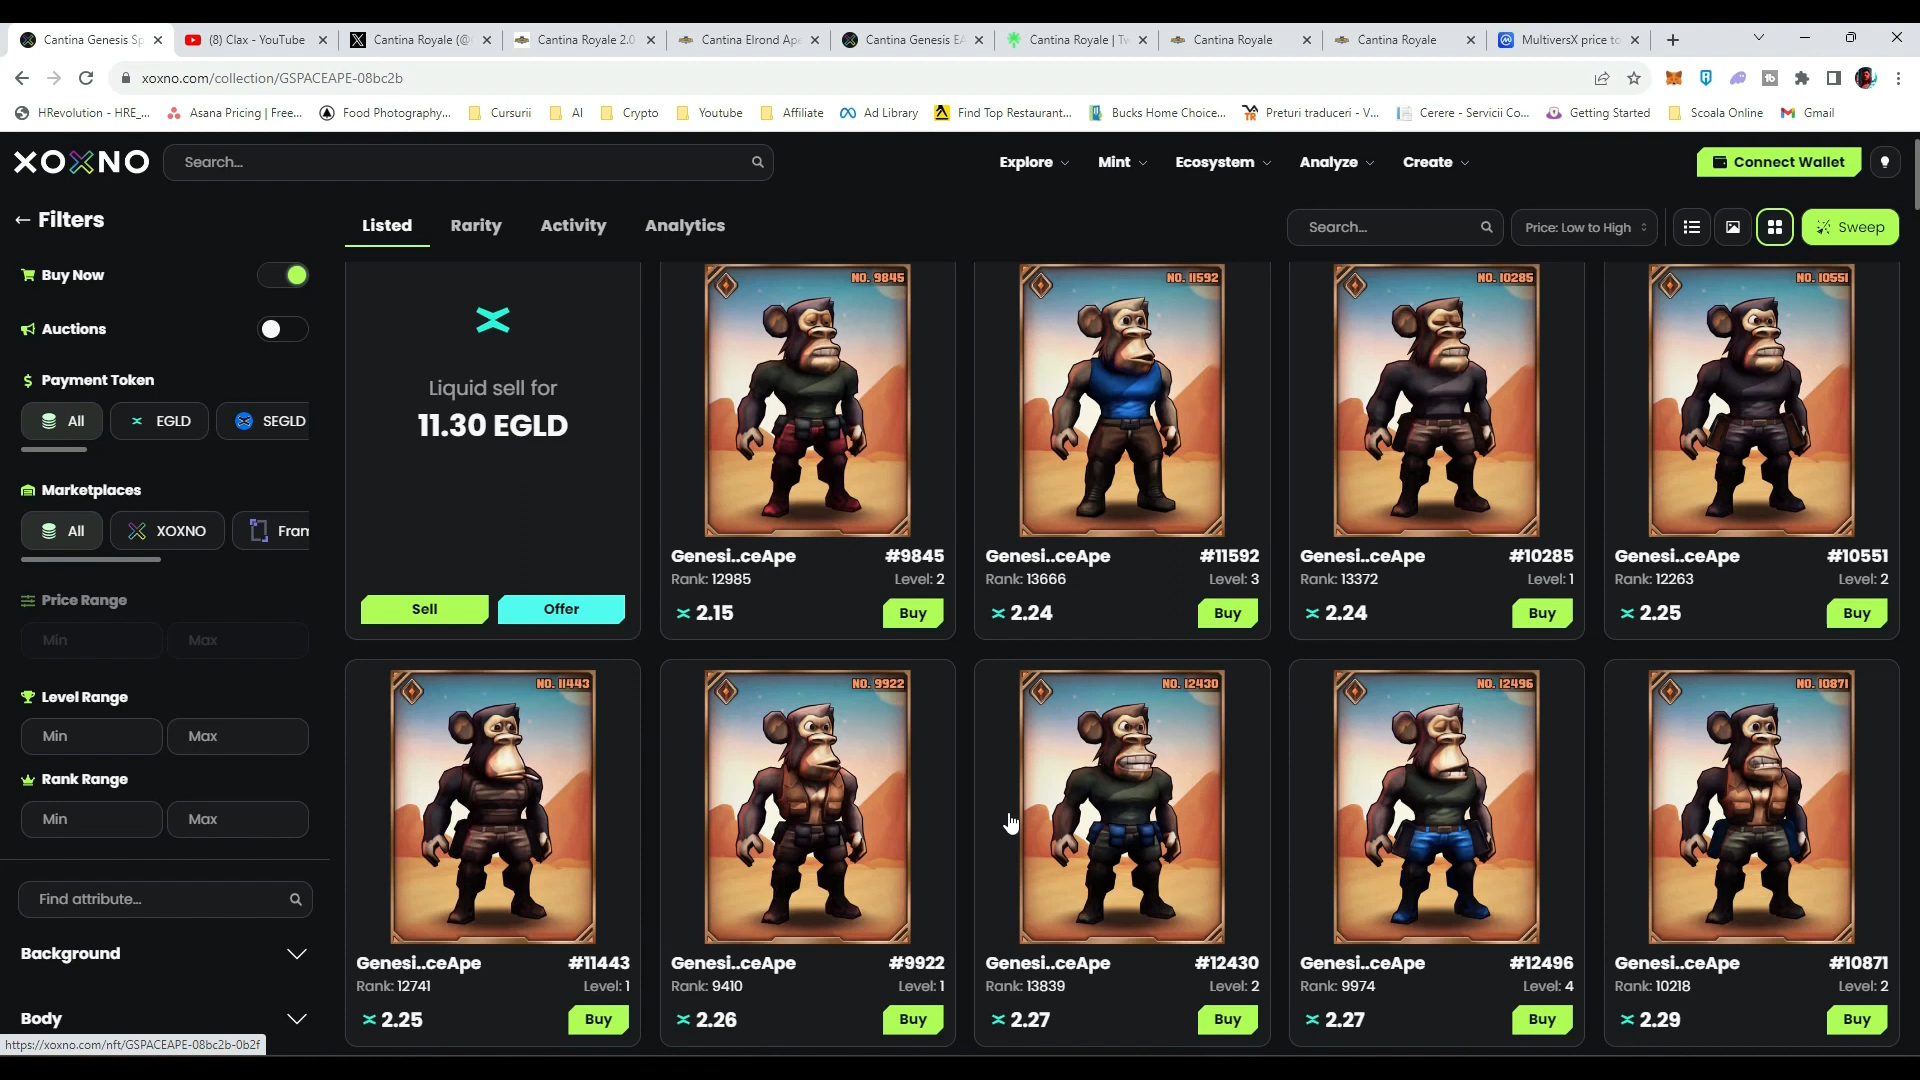 Cantina Genesis Sp
(8) Clax - YouTube
Cantina Royale (@
Cantina Royale 2.0
Cantina Elrond Ape
Cantina Genesis EA
Cantina Royale | Tw
Cantina Royale
Cantina Royale
MultiversX price to
xoxno.com/collection/GSPACEAPE-08bc2b
HRevolution - HRE_...
Asana Pricing | Free...
Food Photography...
Cursurii
AI
Crypto
Youtube
Affiliate
Ad Library
Find Top Restaurant...
Bucks Home Choice...
Preturi traduceri - V...
Cerere - Servicii Co...
Getting Started
Scoala Online
Gmail
XOXNO
Search...
Explore
Mint
Ecosystem
Analyze
Create
Connect Wallet
← Filters
Listed
Rarity
Activity
Analytics
Search...
Price: Low to High
Sweep
Buy Now
Auctions
Payment Token
All
EGLD
SEGLD
Marketplaces
All
XOXNO
Fram
Price Range
Min
Max
Level Range
Min
Max
Rank Range
Min
Max
Find attribute...
Background
Body
Liquid sell for
11.30 EGLD
Sell
Offer
NO. 9845
Genesi..ceApe #9845
Rank: 12985 Level: 2
2.15 Buy
NO. 11592
Genesi..ceApe #11592
Rank: 13666 Level: 3
2.24 Buy
NO. 10285
Genesi..ceApe #10285
Rank: 13372 Level: 1
2.24 Buy
NO. 10551
Genesi..ceApe #10551
Rank: 12263 Level: 2
2.25 Buy
NO. 11443
Genesi..ceApe #11443
Rank: 12741 Level: 1
2.25 Buy
NO. 9922
Genesi..ceApe #9922
Rank: 9410 Level: 1
2.26 Buy
NO. 12430
Genesi..ceApe #12430
Rank: 13839 Level: 2
2.27 Buy
NO. 12496
Genesi..ceApe #12496
Rank: 9974 Level: 4
2.27 Buy
NO. 10871
Genesi..ceApe #10871
Rank: 10218 Level: 2
2.29 Buy
https://xoxno.com/nft/GSPACEAPE-08bc2b-0b2f